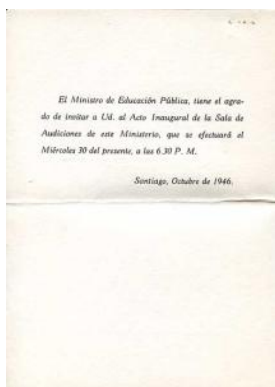 El Ministro de Educación Pública, tiene el agra-
do de invitar a Ud. al Acto Inaugural de la Sala de
Audiciones de este Ministerio, que se efectuará el
Miércoles 30 del presente, a las 6.30 P. M.
Santiago, Octubre de 1946.